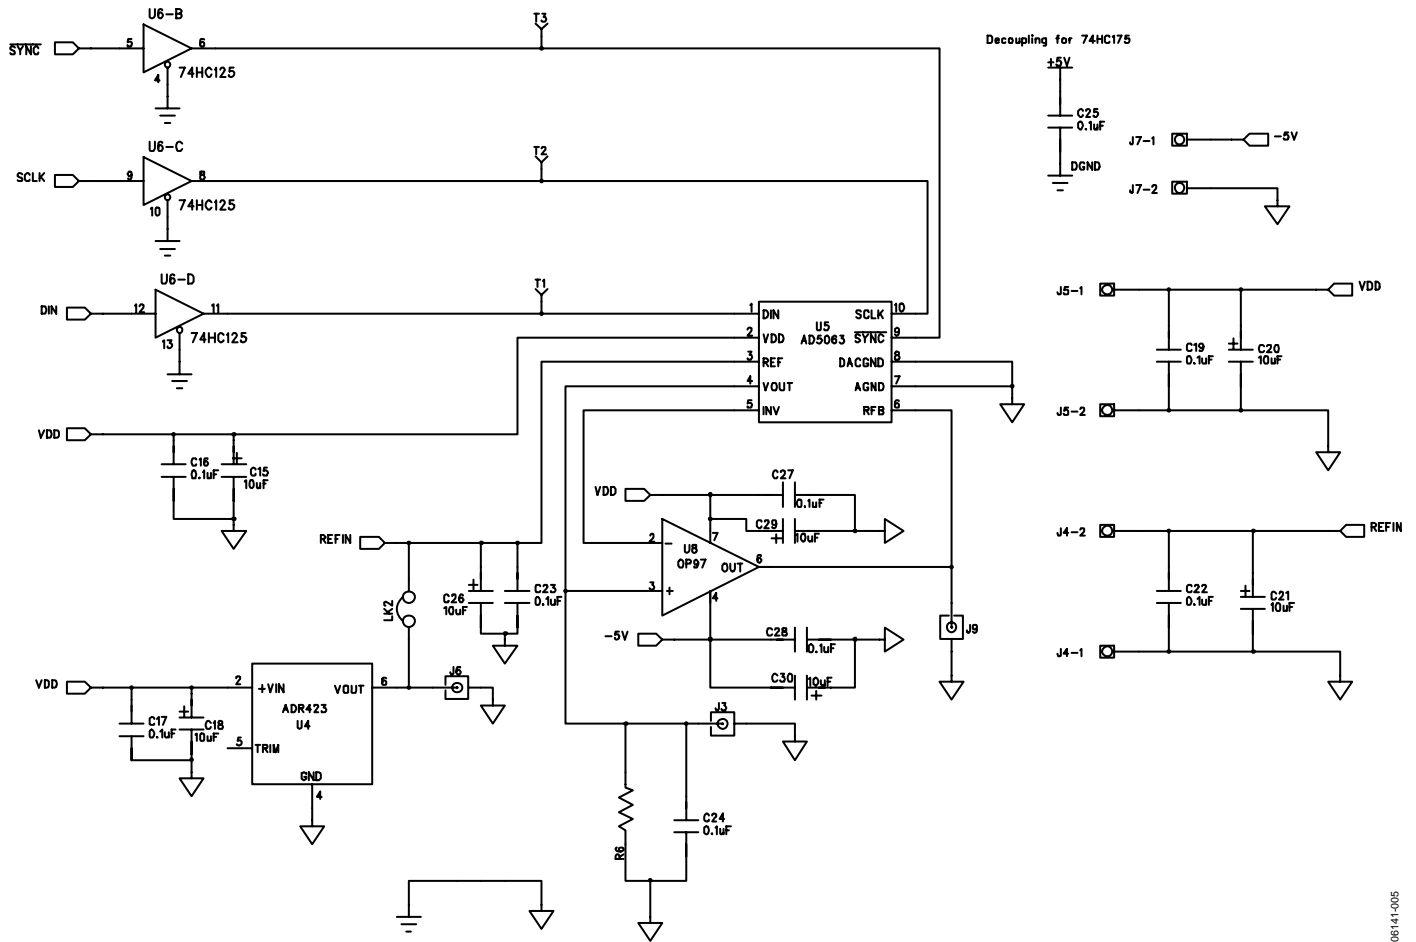 U6-B
T3
SYNC
5
6
4
74HC125
Decoupling for 74HC175
+5V
C25
0.1uF
DGND
J7-1
-5V
J7-2
U6-C
T2
SCLK
9
8
10
74HC125
U6-D
T1
DIN
12
11
13
74HC125
1
DIN
U5
AD5063
SCLK
10
2
VDD
SYNC
9
3
REF
DACGND
8
4
VOUT
AGND
7
5
INV
RFB
6
J5-1
VDD
C19
0.1uF
C20
10uF
J5-2
VDD
C16
0.1uF
C15
10uF
VDD
C27
0.1uF
C29
10uF
7
2
-
U8
OP97
OUT
6
3
+
4
-5V
C28
0.1uF
C30
10uF
J9
J4-2
REFIN
C22
0.1uF
C21
10uF
J4-1
REFIN
LK2
C26
10uF
C23
0.1uF
VDD
2
+VIN
VOUT
6
J6
ADR423
U4
C17
0.1uF
C18
10uF
5
TRIM
GND
4
J3
R6
C24
0.1uF
06141-005